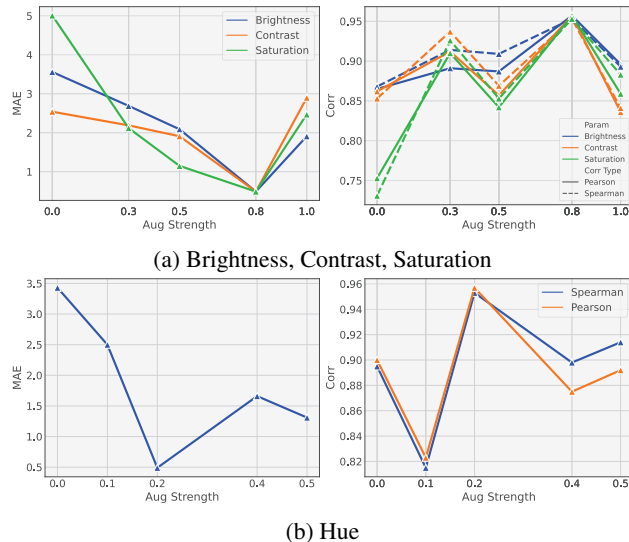 5
3
2
1
MAE
0.0
0.3
0.5
0.8
1.0
Aug Strength
Brightness
Contrast
Saturation
0.95
0.90
0.85
0.80
0.75
Corr
0.0
0.3
0.5
0.8
1.0
Aug Strength
Param
Brightness
Contrast
Saturation
Corr Type
Pearson
Spearman
(a) Brightness, Contrast, Saturation
3.5
3.0
2.5
2.0
1.5
1.0
0.5
MAE
0.0
0.1
0.2
0.4
0.5
Aug Strength
0.96
0.94
0.92
0.90
0.88
0.86
0.84
0.82
Corr
0.0
0.1
0.2
0.4
0.5
Aug Strength
Spearman
Pearson
(b) Hue